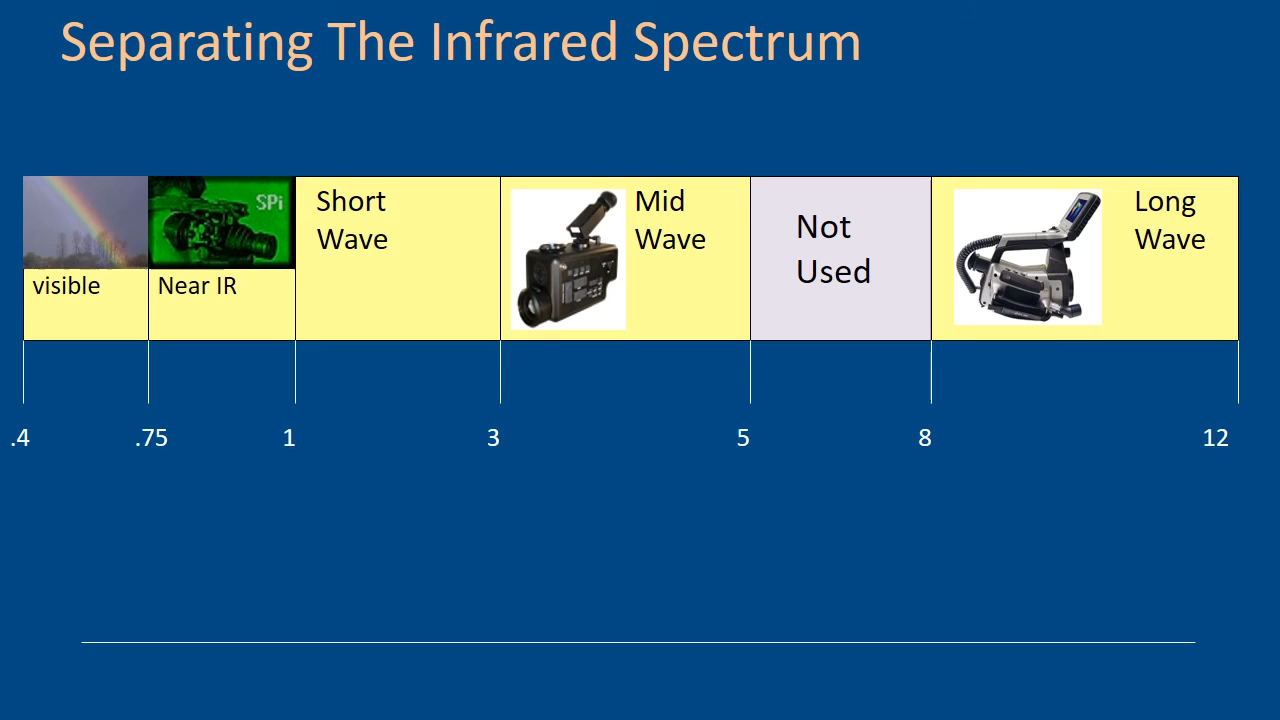 Separating The Infrared Spectrum
SPi
Short
Wave
Mid
Wave
Not
Used
Long
Wave
visible
Near IR
.4
.75
1
3
5
8
12